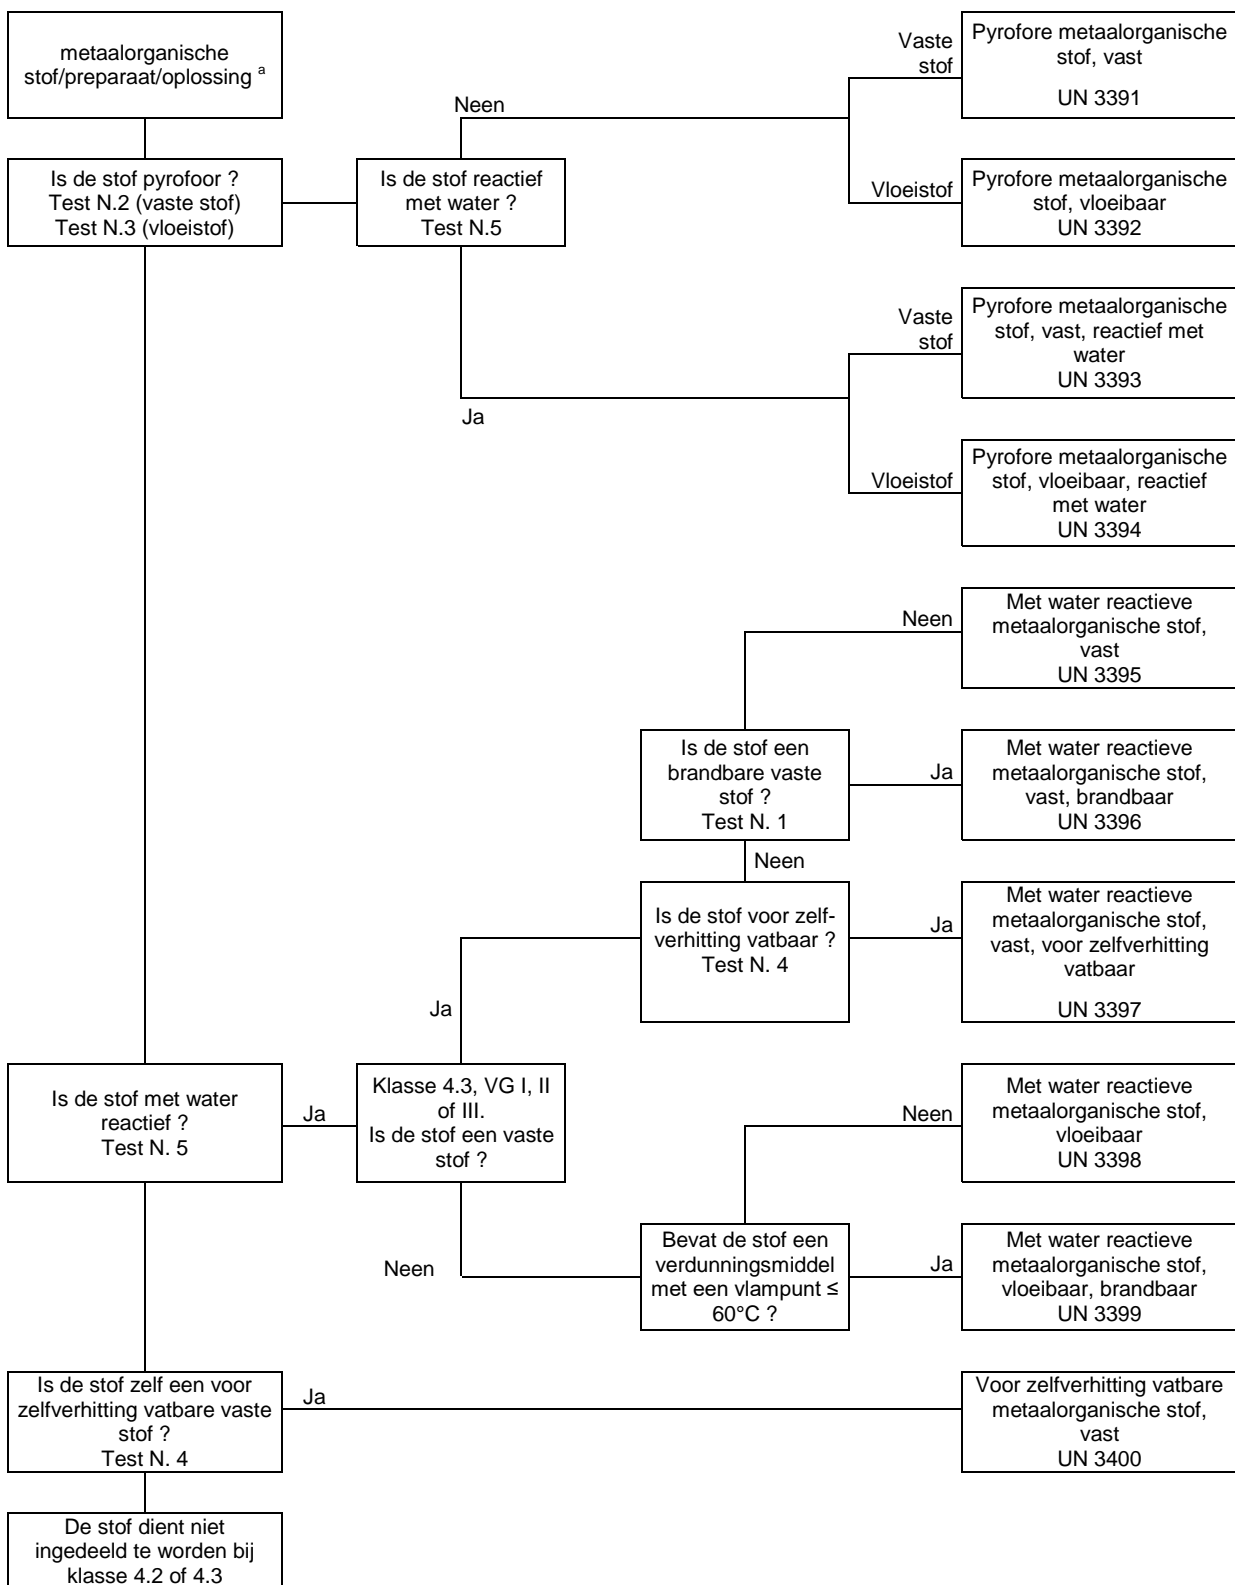 metaalorganische
stof/preparaat/oplossing a
Is de stof pyrofoor ?
Test N.2 (vaste stof)
Test N.3 (vloeistof)
Is de stof reactief
met water ?
Test N.5
Neen
Vaste
stof
Pyrofore metaalorganische
stof, vast
UN 3391
Vloeistof
Pyrofore metaalorganische
stof, vloeibaar
UN 3392
Ja
Vaste
stof
Pyrofore metaalorganische
stof, vast, reactief met
water
UN 3393
Vloeistof
Pyrofore metaalorganische
stof, vloeibaar, reactief
met water
UN 3394
Neen
Met water reactieve
metaalorganische stof,
vast
UN 3395
Is de stof een
brandbare vaste
stof ?
Test N. 1
Ja
Met water reactieve
metaalorganische stof,
vast, brandbaar
UN 3396
Neen
Is de stof voor zelf-
verhitting vatbaar ?
Test N. 4
Ja
Met water reactieve
metaalorganische stof,
vast, voor zelfverhitting
vatbaar
UN 3397
Ja
Is de stof met water
reactief ?
Test N. 5
Ja
Klasse 4.3, VG I, II
of III.
Is de stof een vaste
stof ?
Neen
Met water reactieve
metaalorganische stof,
vloeibaar
UN 3398
Neen
Bevat de stof een
verdunningsmiddel
met een vlampunt ≤
60°C ?
Ja
Met water reactieve
metaalorganische stof,
vloeibaar, brandbaar
UN 3399
Is de stof zelf een voor
zelfverhitting vatbare vaste
stof ?
Test N. 4
Ja
Voor zelfverhitting vatbare
metaalorganische stof,
vast
UN 3400
De stof dient niet
ingedeeld te worden bij
klasse 4.2 of 4.3